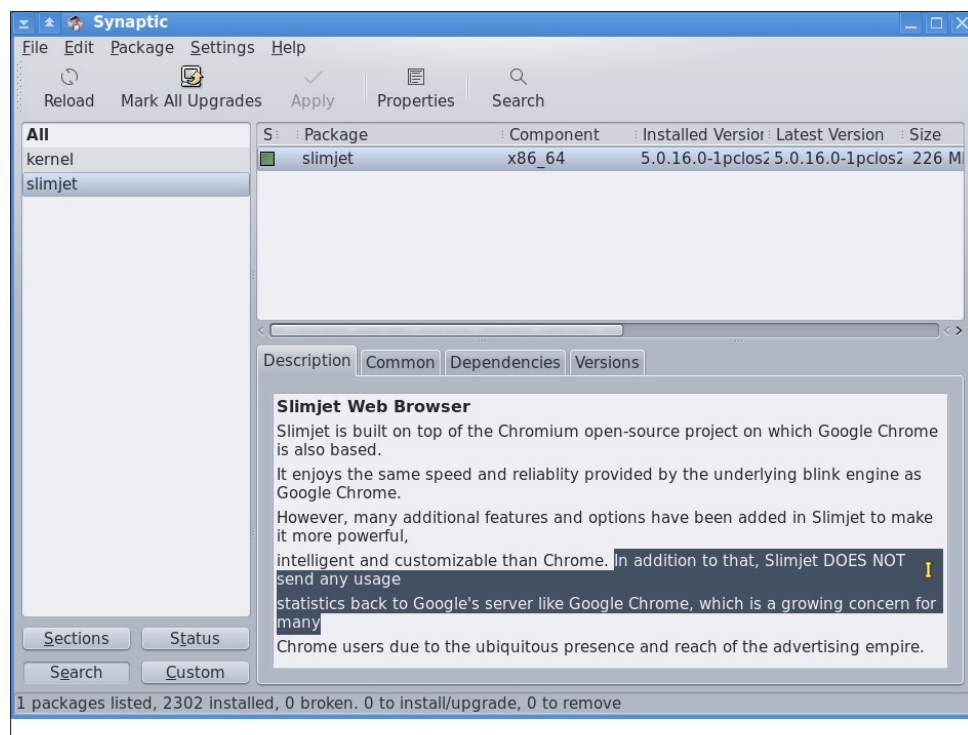 Synaptic
File Edit Package Settings Help
Reload Mark All Upgrades Apply Properties Search
All
kernel
slimjet
S Package Component Installed Version Latest Version Size
slimjet x86_64 5.0.16.0-1pclos2 5.0.16.0-1pclos2 226 M
Description Common Dependencies Versions
Slimjet Web Browser
Slimjet is built on top of the Chromium open-source project on which Google Chrome
is also based.
It enjoys the same speed and reliablity provided by the underlying blink engine as
Google Chrome.
However, many additional features and options have been added in Slimjet to make
it more powerful,
intelligent and customizable than Chrome. In addition to that, Slimjet DOES NOT
send any usage
statistics back to Google's server like Google Chrome, which is a growing concern for
many
Chrome users due to the ubiquitous presence and reach of the advertising empire.
Sections Status
Search Custom
1 packages listed, 2302 installed, 0 broken. 0 to install/upgrade, 0 to remove